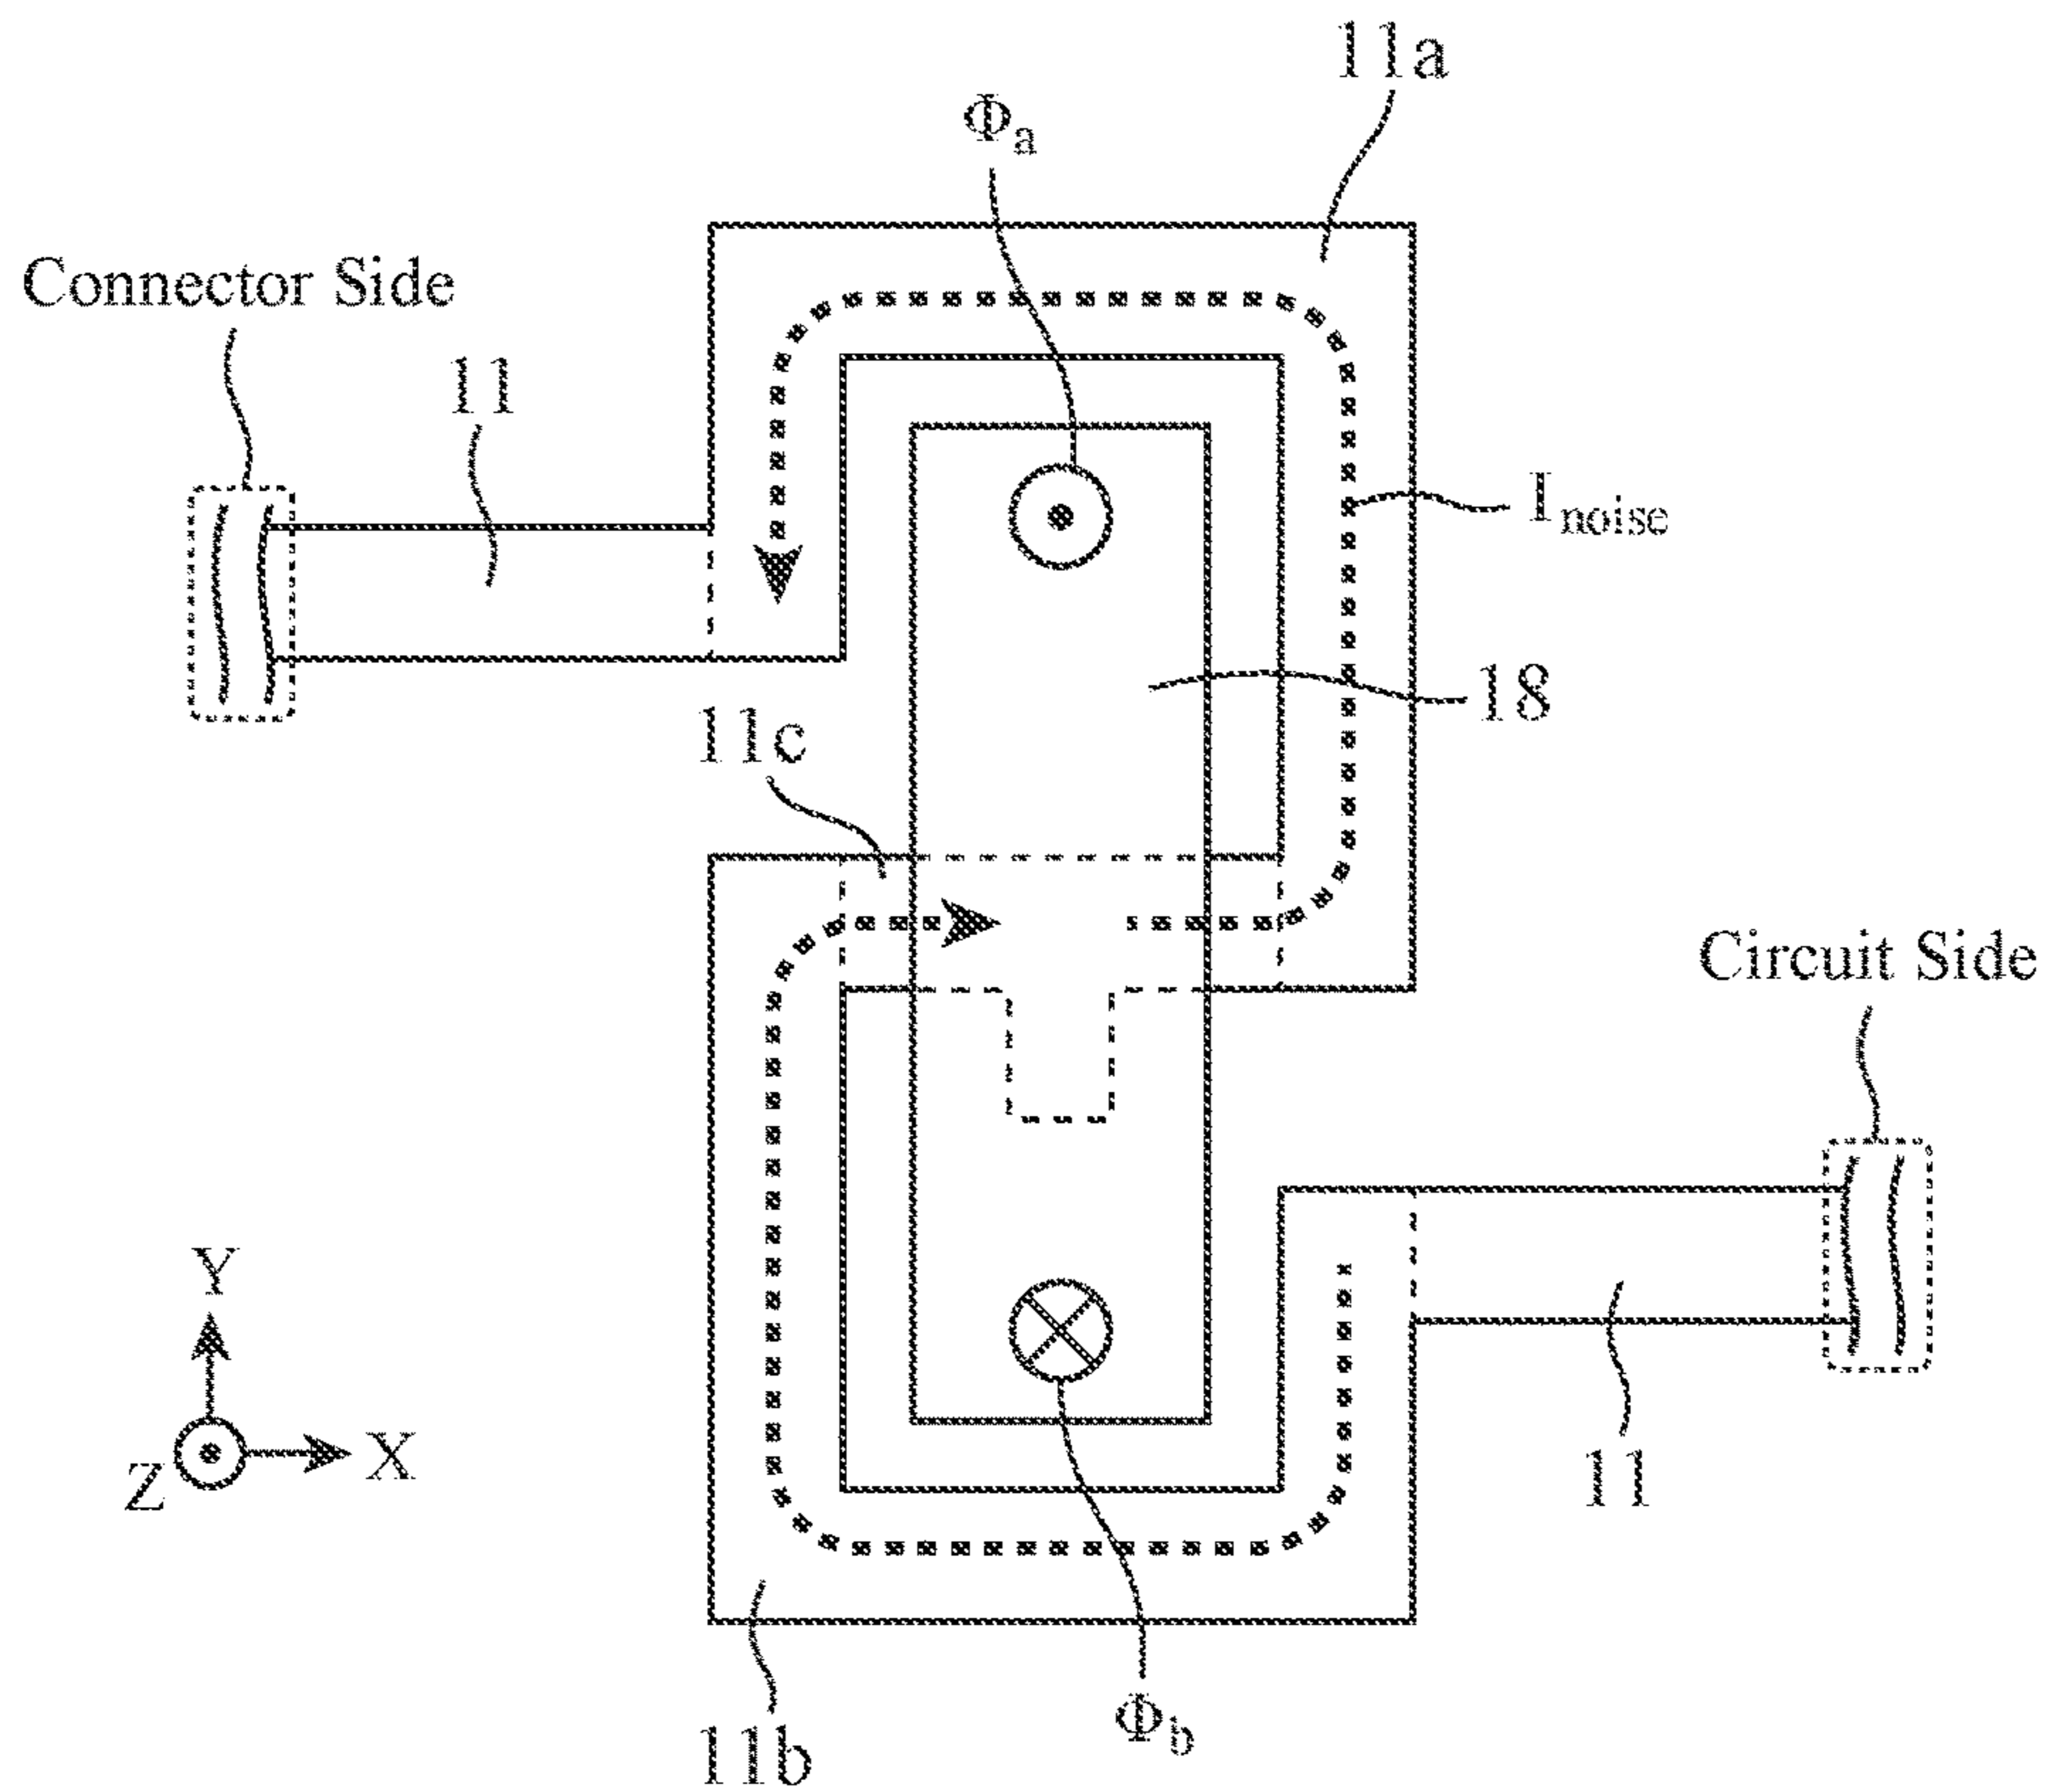 11a
Φa
Connector Side
11
Inoise
18
11c
Circuit Side
Y
Z
X
11
Φb
11b